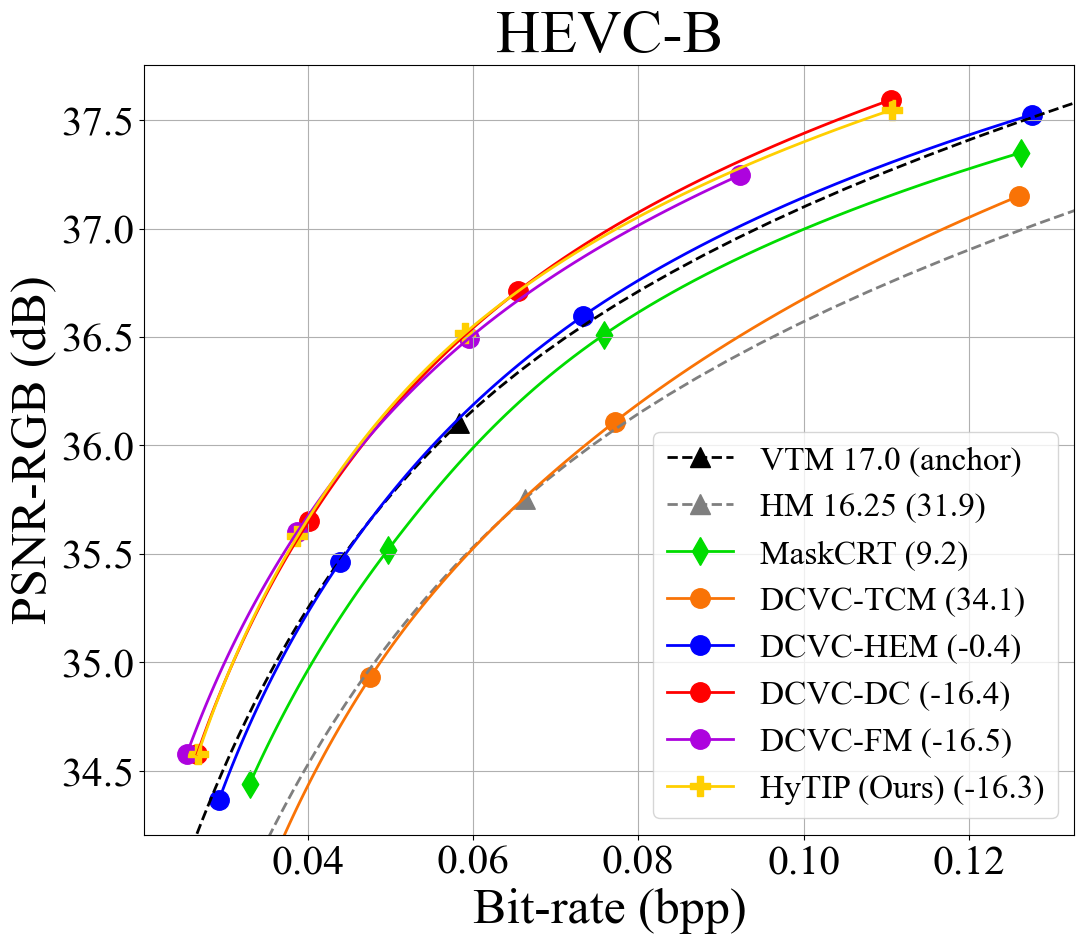 HEVC-B
PSNR-RGB (dB)
37.5
37.0
36.5
36.0
35.5
35.0
34.5
VTM 17.0 (anchor)
HM 16.25 (31.9)
MaskCRT (9.2)
DCVC-TCM (34.1)
DCVC-HEM (-0.4)
DCVC-DC (-16.4)
DCVC-FM (-16.5)
HyTIP (Ours) (-16.3)
0.04 0.06 0.08 0.10 0.12
Bit-rate (bpp)